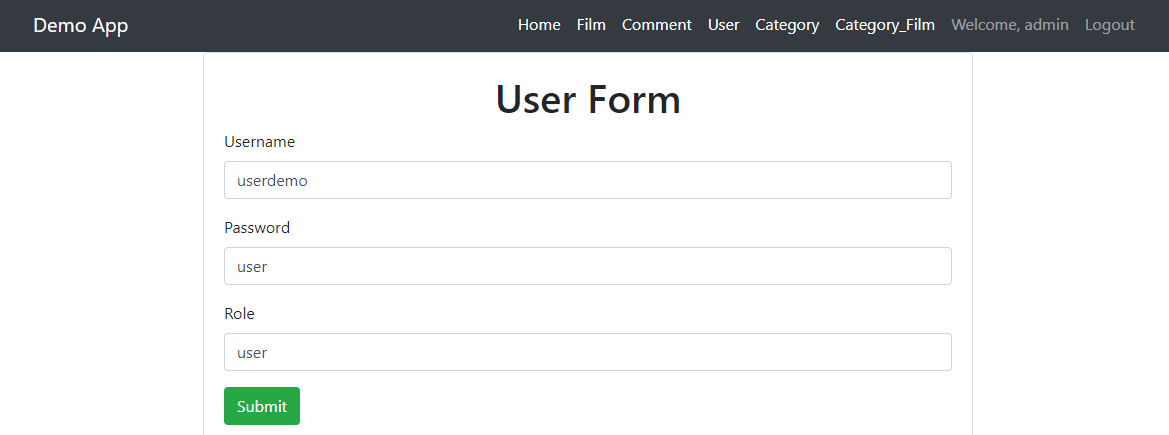 Demo App Home Film Comment User Category Category_Film Welcome, admin Logout
User Form
Username
userdemo
Password
user
Role
user
Submit